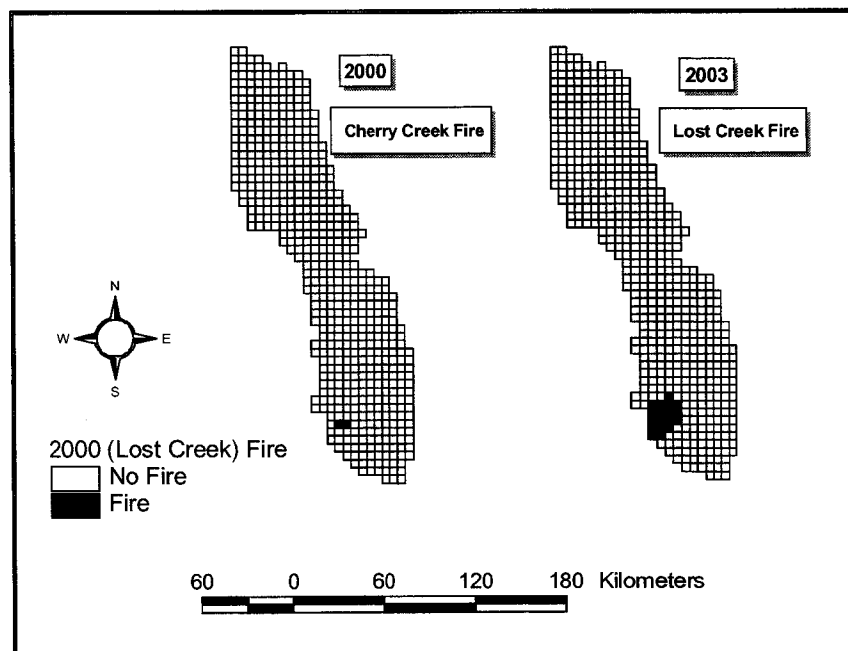 2000
Cherry Creek Fire
2003
Lost Creek Fire
N
W E
S
2000 (Lost Creek) Fire
No Fire
Fire
60 0 60 120 180 Kilometers